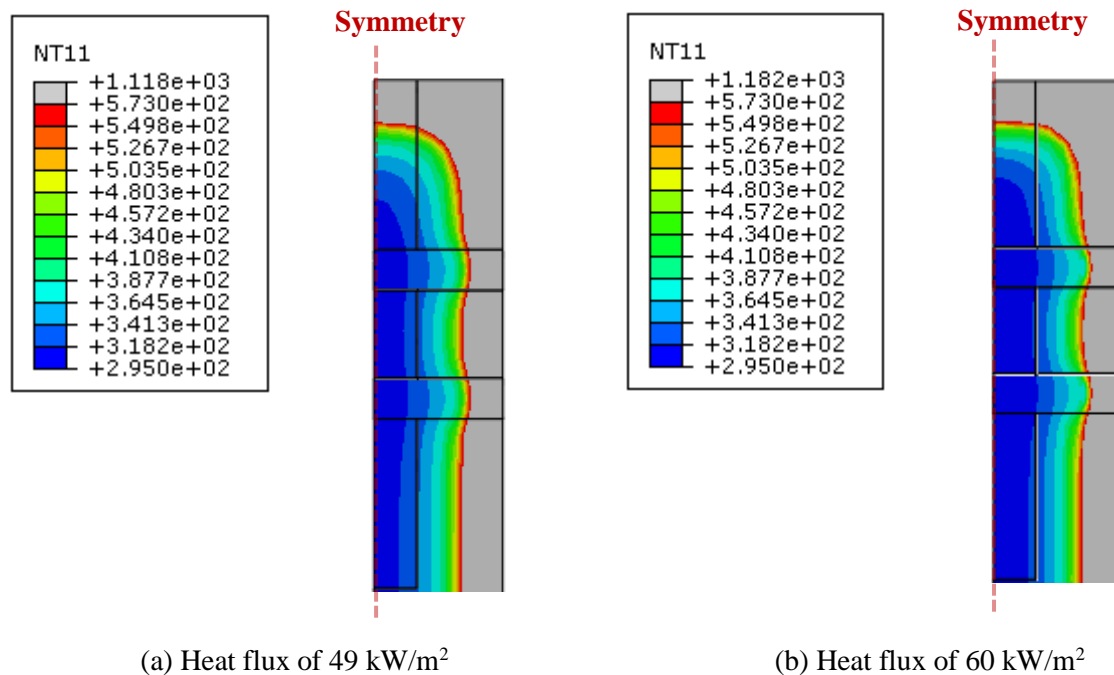 Symmetry
NT11
+1.118e+03
+5.730e+02
+5.498e+02
+5.267e+02
+5.035e+02
+4.803e+02
+4.572e+02
+4.340e+02
+4.108e+02
+3.877e+02
+3.645e+02
+3.413e+02
+3.182e+02
+2.950e+02
(a) Heat flux of 49 kW/m²
Symmetry
NT11
+1.182e+03
+5.730e+02
+5.498e+02
+5.267e+02
+5.035e+02
+4.803e+02
+4.572e+02
+4.340e+02
+4.108e+02
+3.877e+02
+3.645e+02
+3.413e+02
+3.182e+02
+2.950e+02
(b) Heat flux of 60 kW/m²